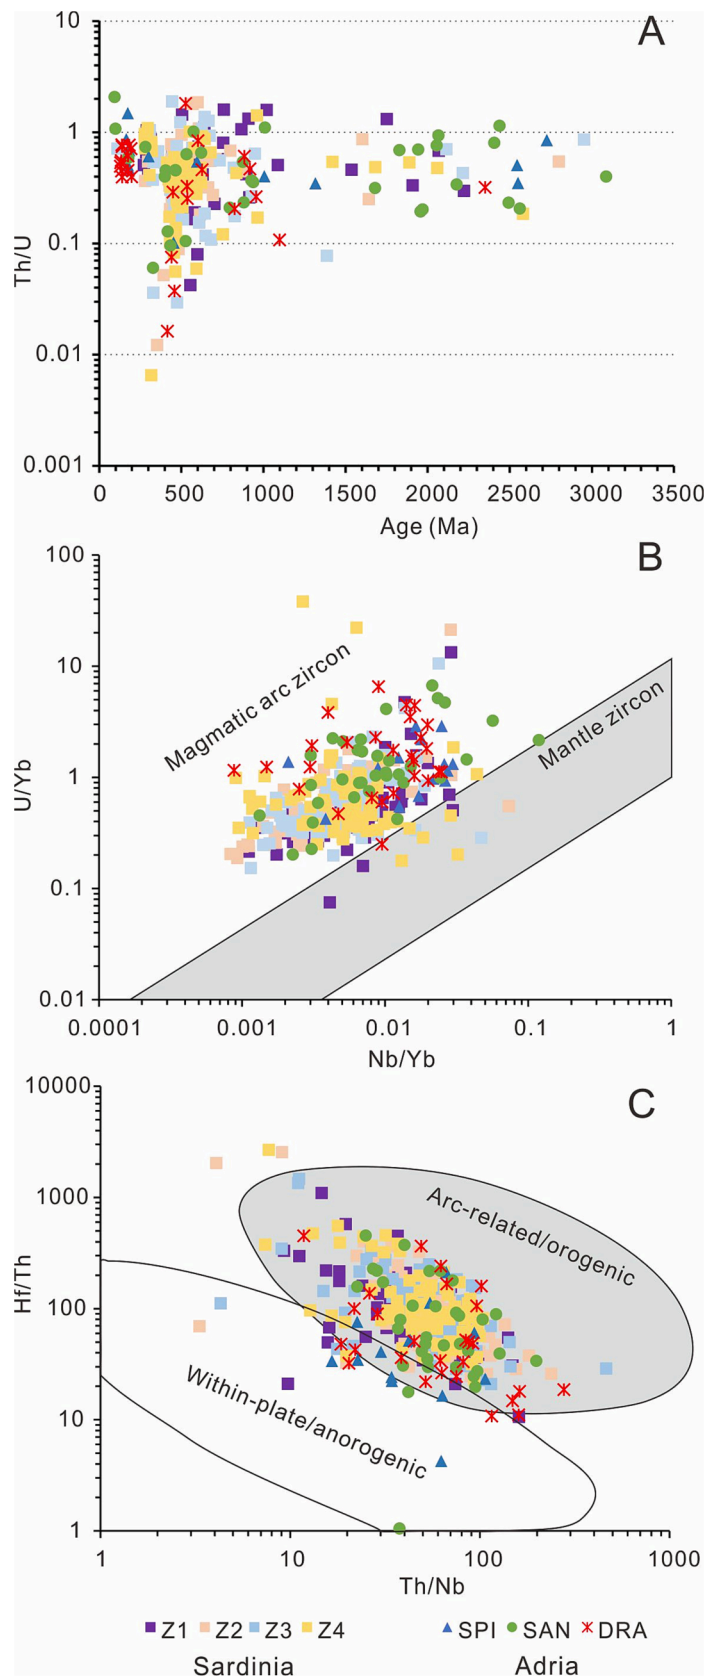 A
10
1
0.1
0.01
0.001
Th/U
0 500 1000 1500 2000 2500 3000 3500
Age (Ma)
B
100
10
1
0.1
0.01
U/Yb
Magmatic arc zircon
Mantle zircon
0.0001 0.001 0.01 0.1 1
Nb/Yb
C
10000
1000
100
10
1
Hf/Th
Arc-related/orogenic
Within-plate/anorogenic
1 10 100 1000
Th/Nb
Z1 Z2 Z3 Z4 SPI SAN DRA
Sardinia Adria